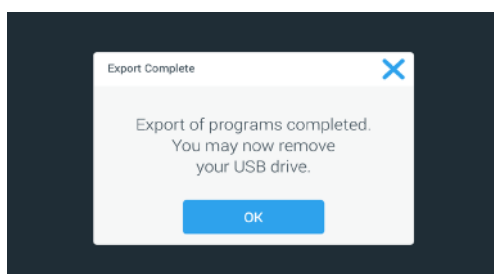 Export Complete
Export of programs completed.
You may now remove
your USB drive.
OK